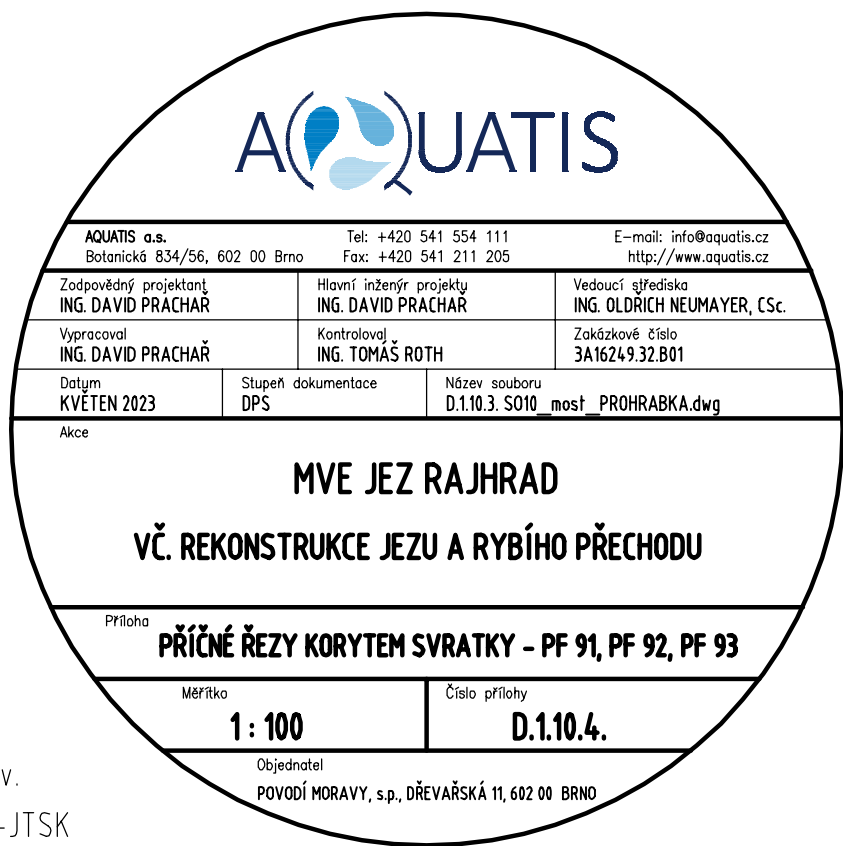 AQUATIS
AQUATIS a.s.
Botanická 834/56, 602 00 Brno
Tel: +420 541 554 111
Fax: +420 541 211 205
E-mail: info@aquatis.cz
http://www.aquatis.cz
Zodpovědný projektant
ING. DAVID PRACHAŘ
Hlavní inženýr projektu
ING. DAVID PRACHAŘ
Vedoucí střediska
ING. OLDŘICH NEUMAYER, CSc.
Vypracoval
ING. DAVID PRACHAŘ
Kontroloval
ING. TOMÁŠ ROTH
Zakázkové číslo
3A16249.32.B01
Datum
KVĚTEN 2023
Stupeň dokumentace
DPS
Název souboru
D.1.10.3. SO10_most_PROHRABKA.dwg
Akce
MVE JEZ RAJHRAD
VČ. REKONSTRUKCE JEZU A RYBÍHO PŘECHODU
Příloha
PŘÍČNÉ ŘEZY KORYTEM SVRATKY - PF 91, PF 92, PF 93
Měřítko
1 : 100
Číslo přílohy
D.1.10.4.
Objednatel
POVODÍ MORAVY, s.p., DŘEVAŘSKÁ 11, 602 00 BRNO
v.
-JTSK